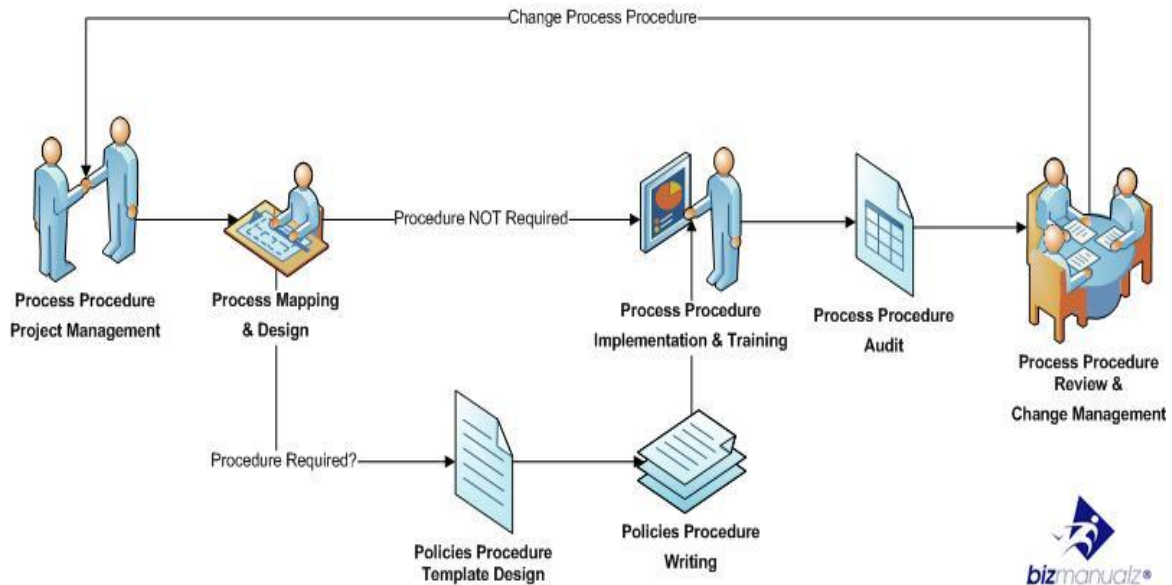 Change Process Procedure
Procedure NOT Required
Process Procedure
Project Management
Process Mapping
& Design
Process Procedure
Implementation & Training
Process Procedure
Audit
Process Procedure
Review &
Change Management
Procedure Required?
Policies Procedure
Template Design
Policies Procedure
Writing
bizmanualz®